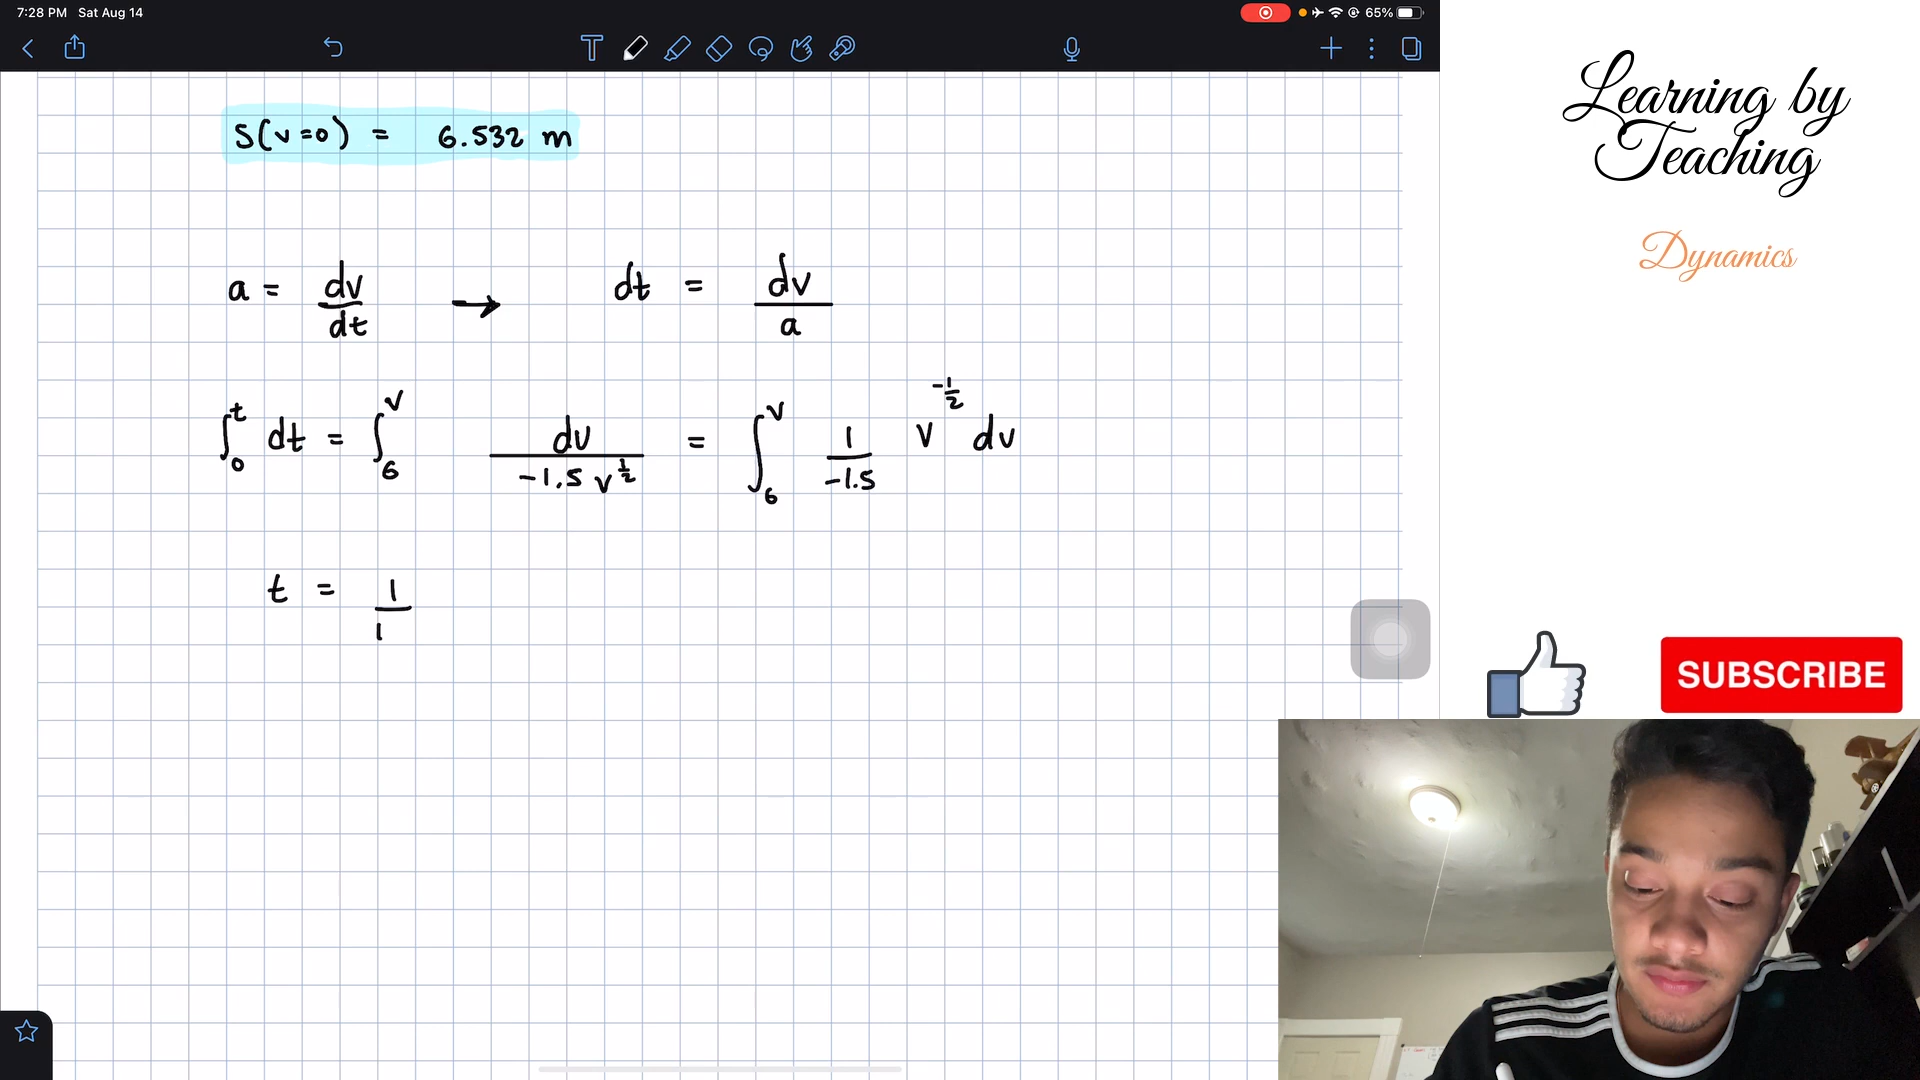 7:28 PM Sat Aug 14
65%
S(v=0) = 6.532 m
a = dv/dt → dt = dv/a
∫₀ᵗ dt = ∫₆ⱽ dv/(-1.5 v^(1/2)) = ∫₆ⱽ 1/(-1.5) v^(-1/2) dv
t = 1/1
Learning by
Teaching
Dynamics
SUBSCRIBE